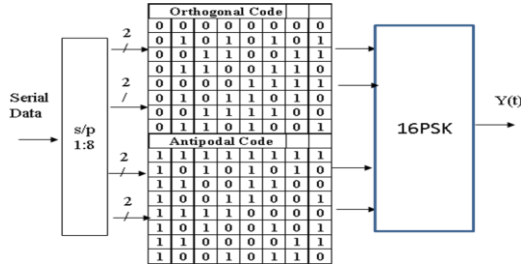 Orthogonal Code
0 0 0 0 0 0 0 0
0 1 0 1 0 1 0 1
0 0 1 1 0 0 1 1
0 1 1 0 0 1 1 0
0 0 0 0 1 1 1 1
0 1 0 1 1 0 1 0
0 0 1 1 1 1 0 0
0 1 1 0 1 0 0 1
Antipodal Code
1 1 1 1 1 1 1 1
1 0 1 0 1 0 1 0
1 1 0 0 1 1 0 0
1 0 0 1 1 0 0 1
1 1 1 1 0 0 0 0
1 0 1 0 0 1 0 1
1 1 0 0 0 0 1 1
1 0 0 1 0 1 1 0
Serial
Data
s/p
1:8
2
2
2
2
16PSK
Y(t)